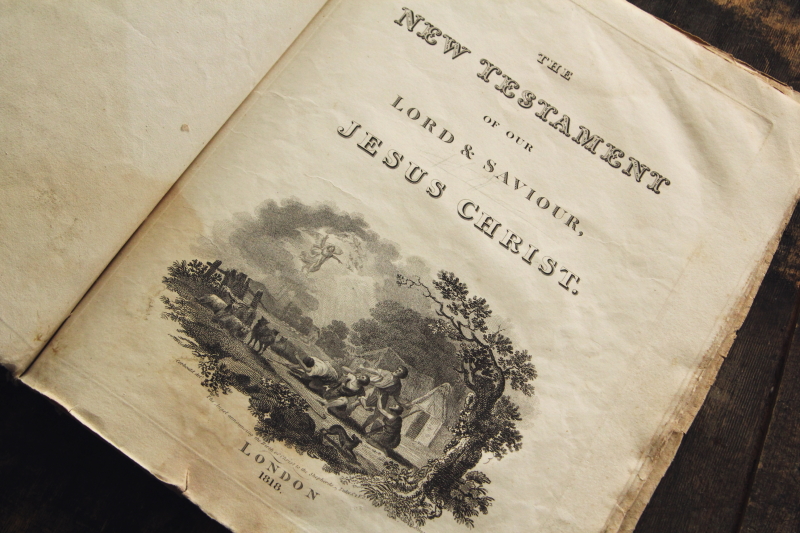 THE
NEW TESTAMENT
OF OUR
LORD & SAVIOUR,
JESUS CHRIST.
LONDON
1818.